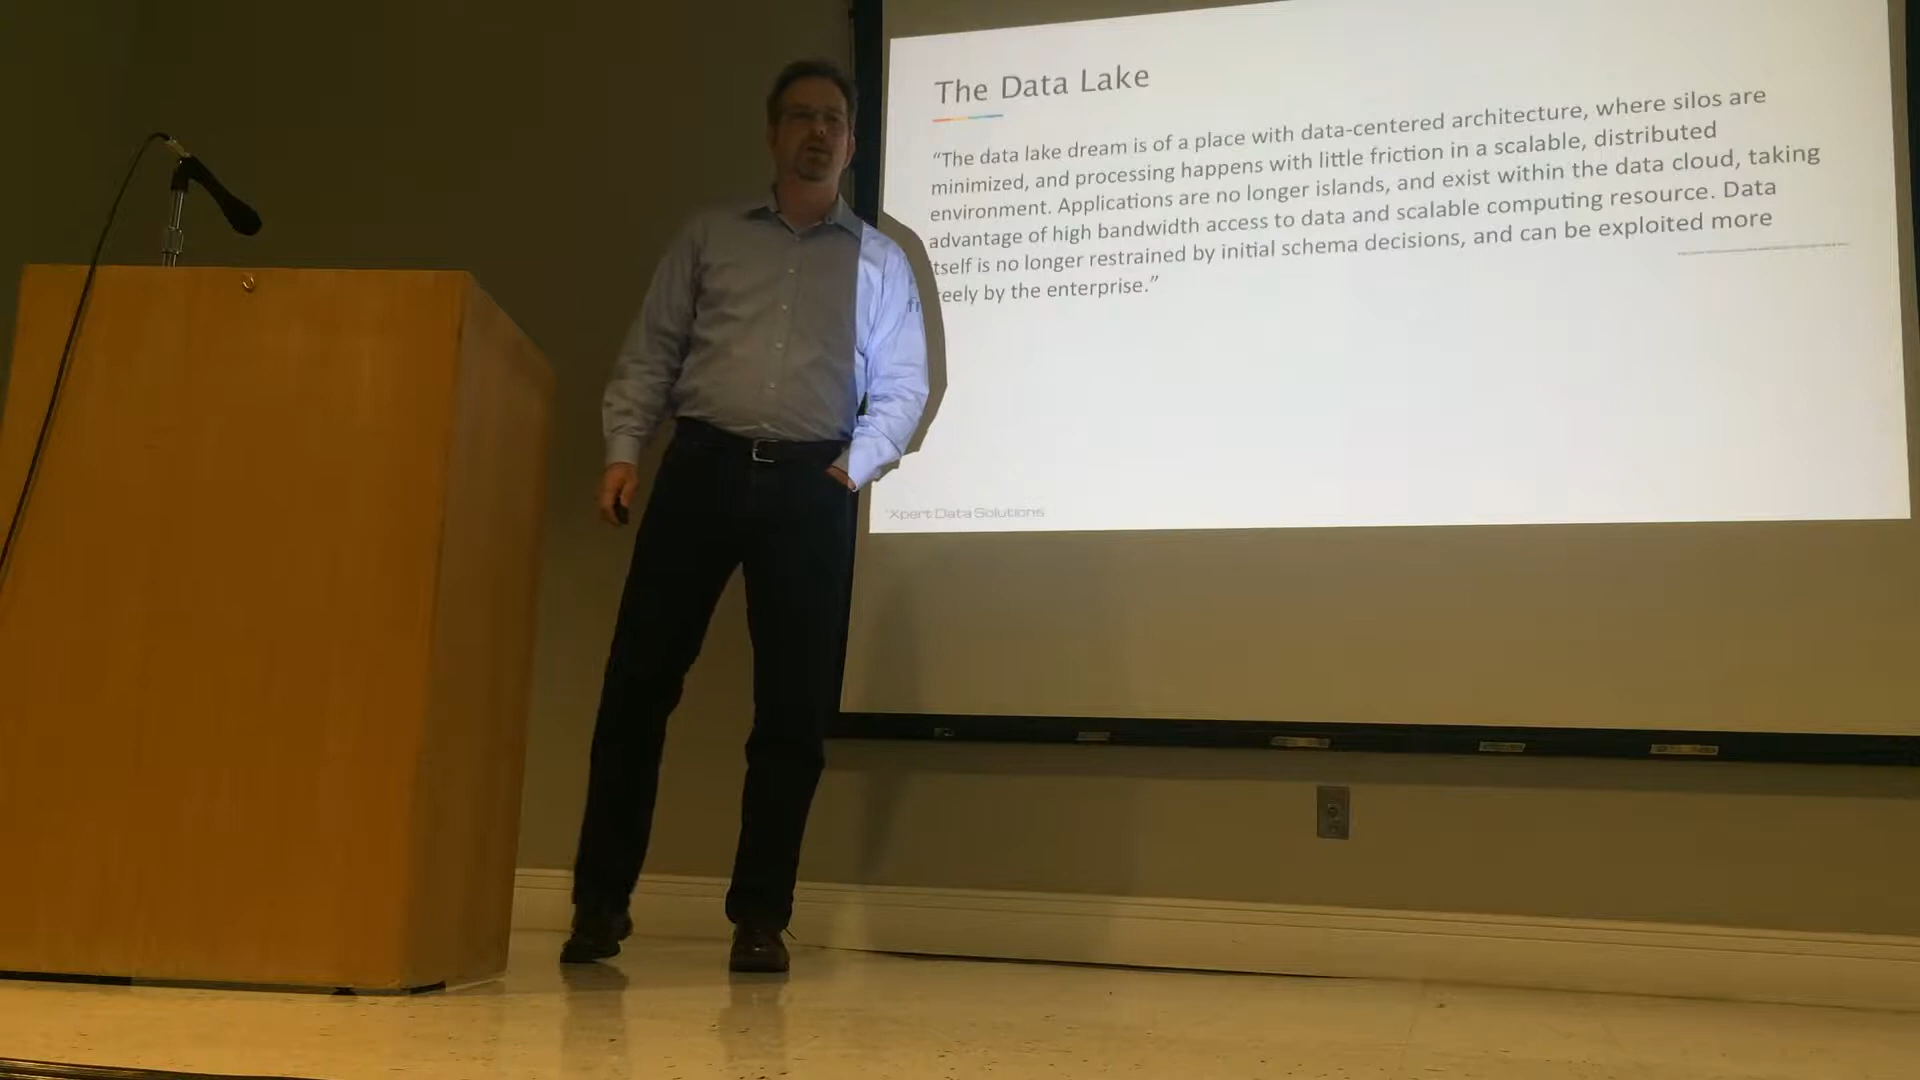 The Data Lake
“The data lake dream is of a place with data-centered architecture, where silos are
minimized, and processing happens with little friction in a scalable, distributed
environment. Applications are no longer islands, and exist within the data cloud, taking
advantage of high bandwidth access to data and scalable computing resource. Data
itself is no longer restrained by initial schema decisions, and can be exploited more
freely by the enterprise.”
Xpert Data Solutions